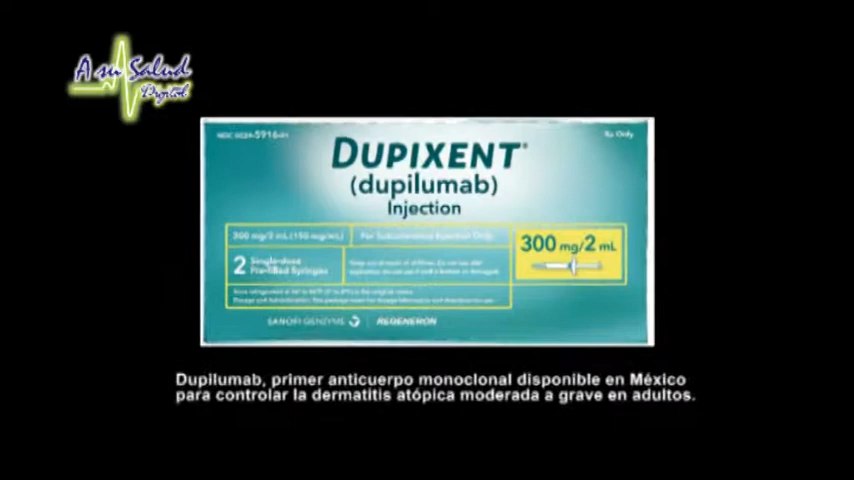 A su Salud
Digital
Rx Only
DUPIXENT®
(dupilumab)
Injection
300 mg/2 mL (150 mg/mL)
For Subcutaneous Injection Only
300 mg/2 mL
2 Single-dose
Pre-filled Syringes
SANOFI GENZYME REGENERON
Dupilumab, primer anticuerpo monoclonal disponible en México
para controlar la dermatitis atópica moderada a grave en adultos.